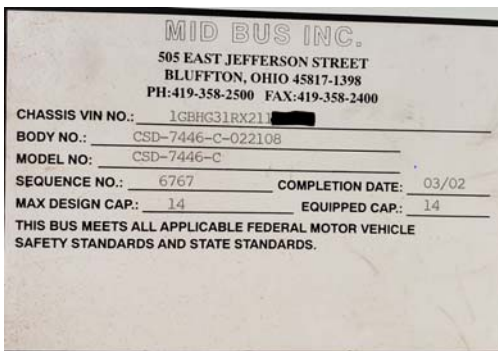 MID BUS INC.
505 EAST JEFFERSON STREET
BLUFFTON, OHIO 45817-1398
PH:419-358-2500 FAX:419-358-2400
CHASSIS VIN NO.: 1GBHG31RX211
BODY NO.: CSD-7446-C-022108
MODEL NO: CSD-7446-C
SEQUENCE NO.: 6767 COMPLETION DATE: 03/02
MAX DESIGN CAP.: 14 EQUIPPED CAP.: 14
THIS BUS MEETS ALL APPLICABLE FEDERAL MOTOR VEHICLE
SAFETY STANDARDS AND STATE STANDARDS.